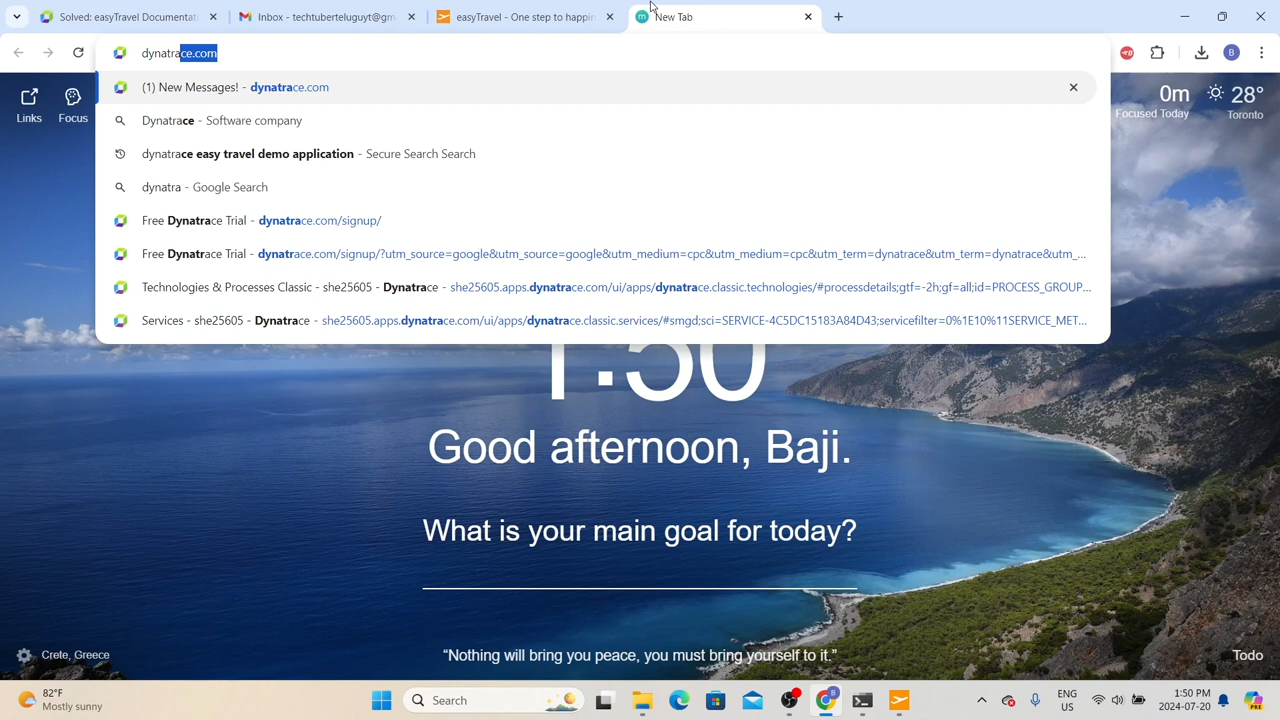 Solved: easyTravel Documentat
Inbox - techtuberteluguyt@gm
easyTravel - One step to happin
New Tab
dynatrace.com
B
(1) New Messages! - dynatrace.com
Dynatrace - Software company
dynatrace easy travel demo application - Secure Search Search
dynatra - Google Search
Free Dynatrace Trial - dynatrace.com/signup/
Free Dynatrace Trial - dynatrace.com/signup/?utm_source=google&utm_source=google&utm_medium=cpc&utm_medium=cpc&utm_term=dynatrace&utm_term=dynatrace&utm_...
Technologies & Processes Classic - she25605 - Dynatrace - she25605.apps.dynatrace.com/ui/apps/dynatrace.classic.technologies/#processdetails;gtf=-2h;gf=all;id=PROCESS_GROUP...
Services - she25605 - Dynatrace - she25605.apps.dynatrace.com/ui/apps/dynatrace.classic.services/#smgd;sci=SERVICE-4C5DC15183A84D43;servicefilter=0%1E10%11SERVICE_MET...
Links
Focus
0m
Focused Today
28°
Toronto
1:50
Good afternoon, Baji.
What is your main goal for today?
Crete, Greece
“Nothing will bring you peace, you must bring yourself to it.”
Todo
82°F
Mostly sunny
Search
ENG
US
1:50 PM
2024-07-20